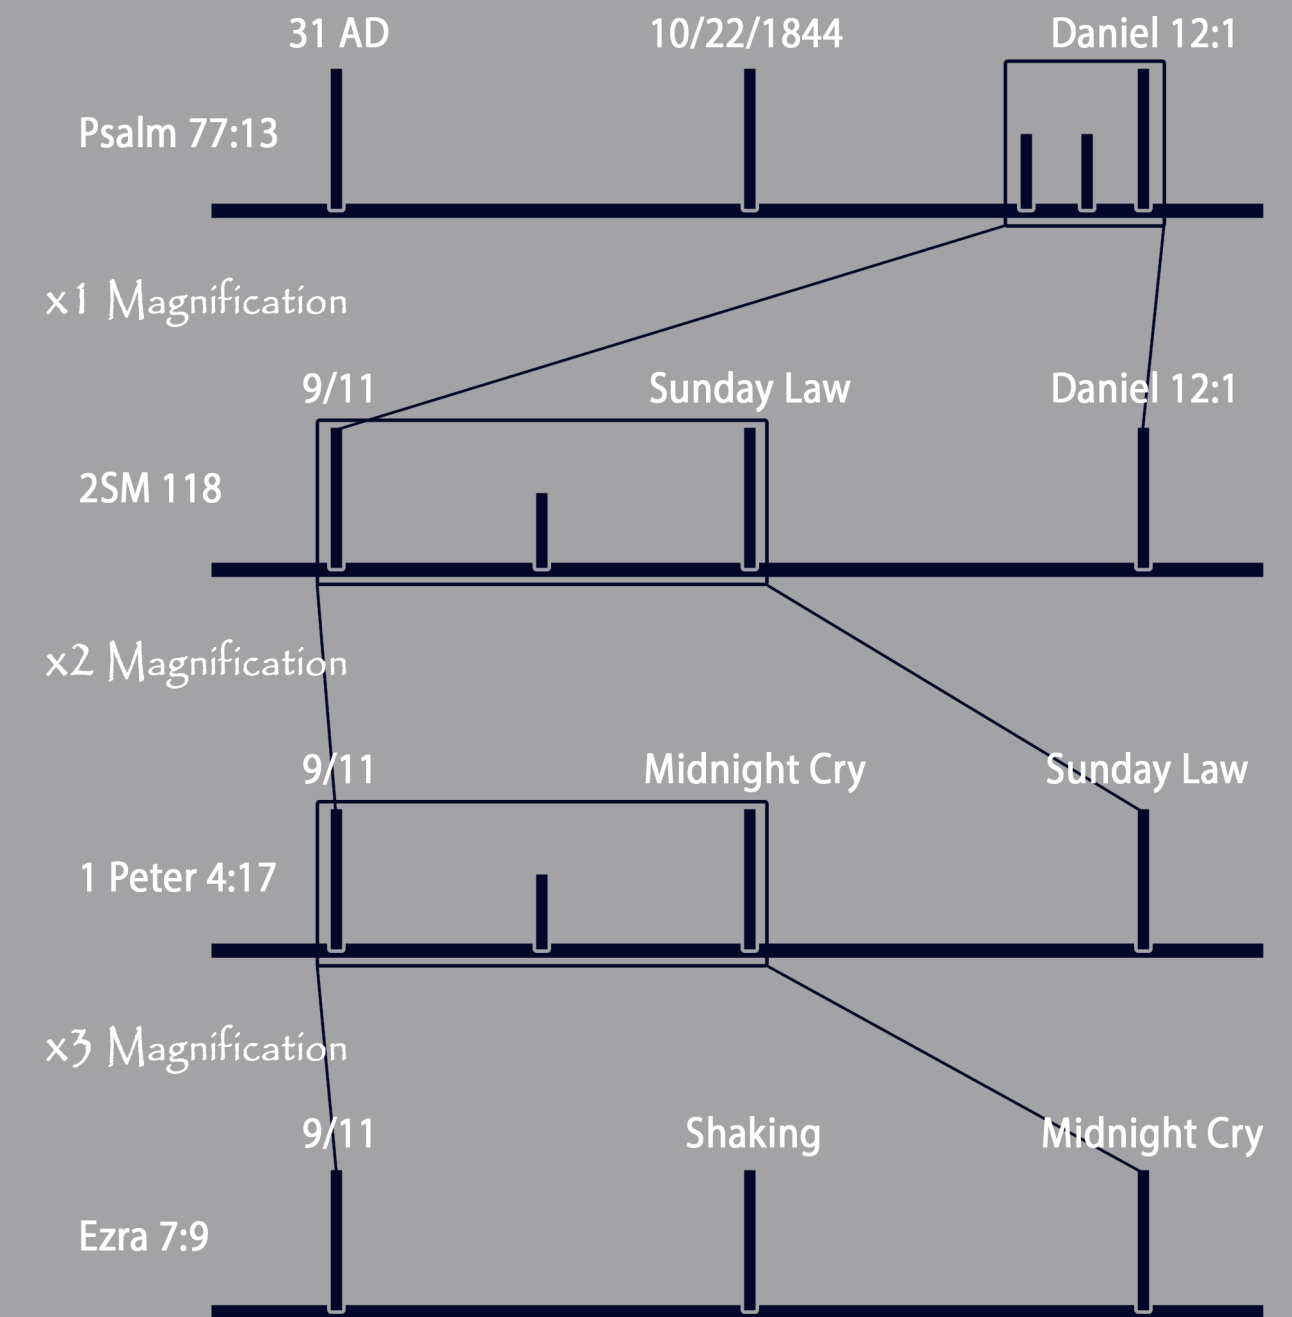 31 AD 10/22/1844 Daniel 12:1
Psalm 77:13
x1 Magnification
9/11 Sunday Law Daniel 12:1
2SM 118
x2 Magnification
9/11 Midnight Cry Sunday Law
1 Peter 4:17
x3 Magnification
9/11 Shaking Midnight Cry
Ezra 7:9